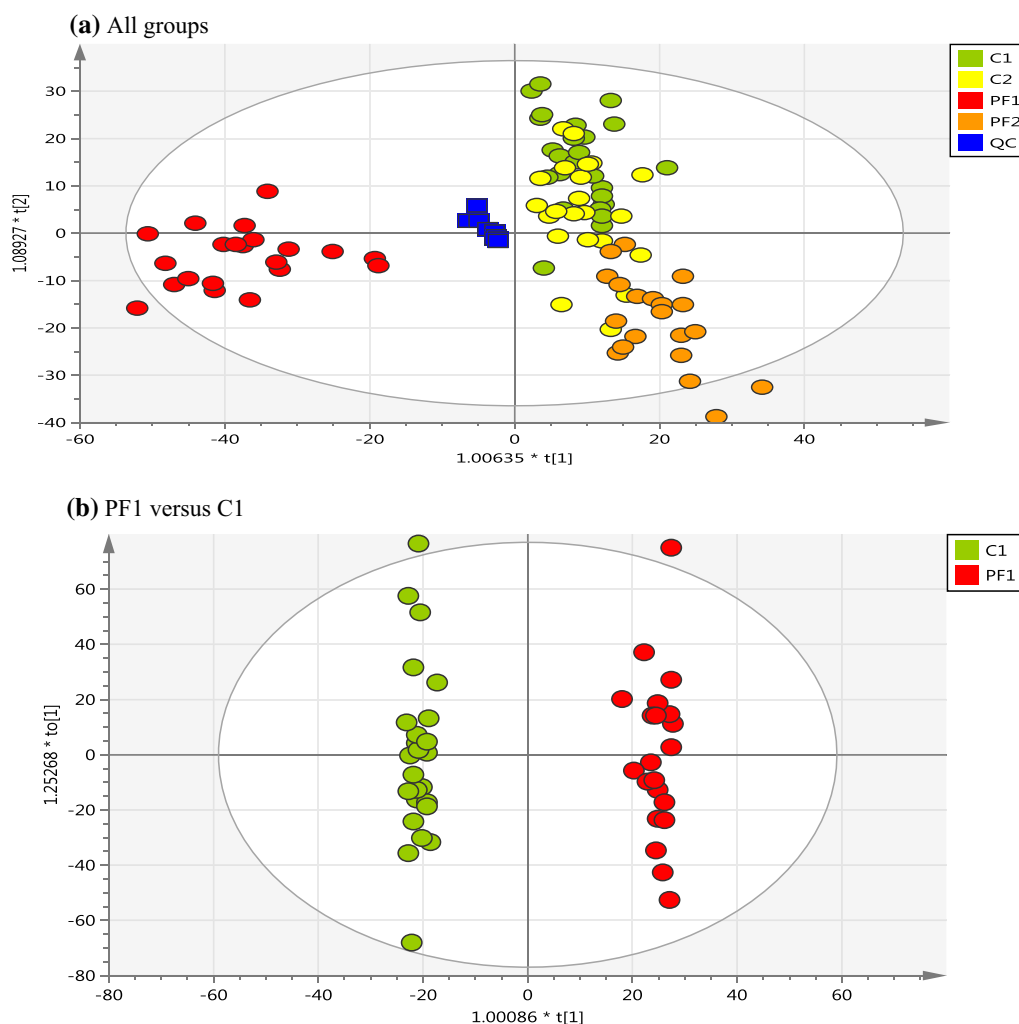 (a) All groups
C1
C2
PF1
PF2
QC
30
20
10
0
-10
-20
-30
-40
1.08927 * t[2]
-60
-40
-20
0
20
40
1.00635 * t[1]
(b) PF1 versus C1
C1
PF1
60
40
20
0
-20
-40
-60
-80
1.25268 * to[1]
-80
-60
-40
-20
0
20
40
60
1.00086 * t[1]